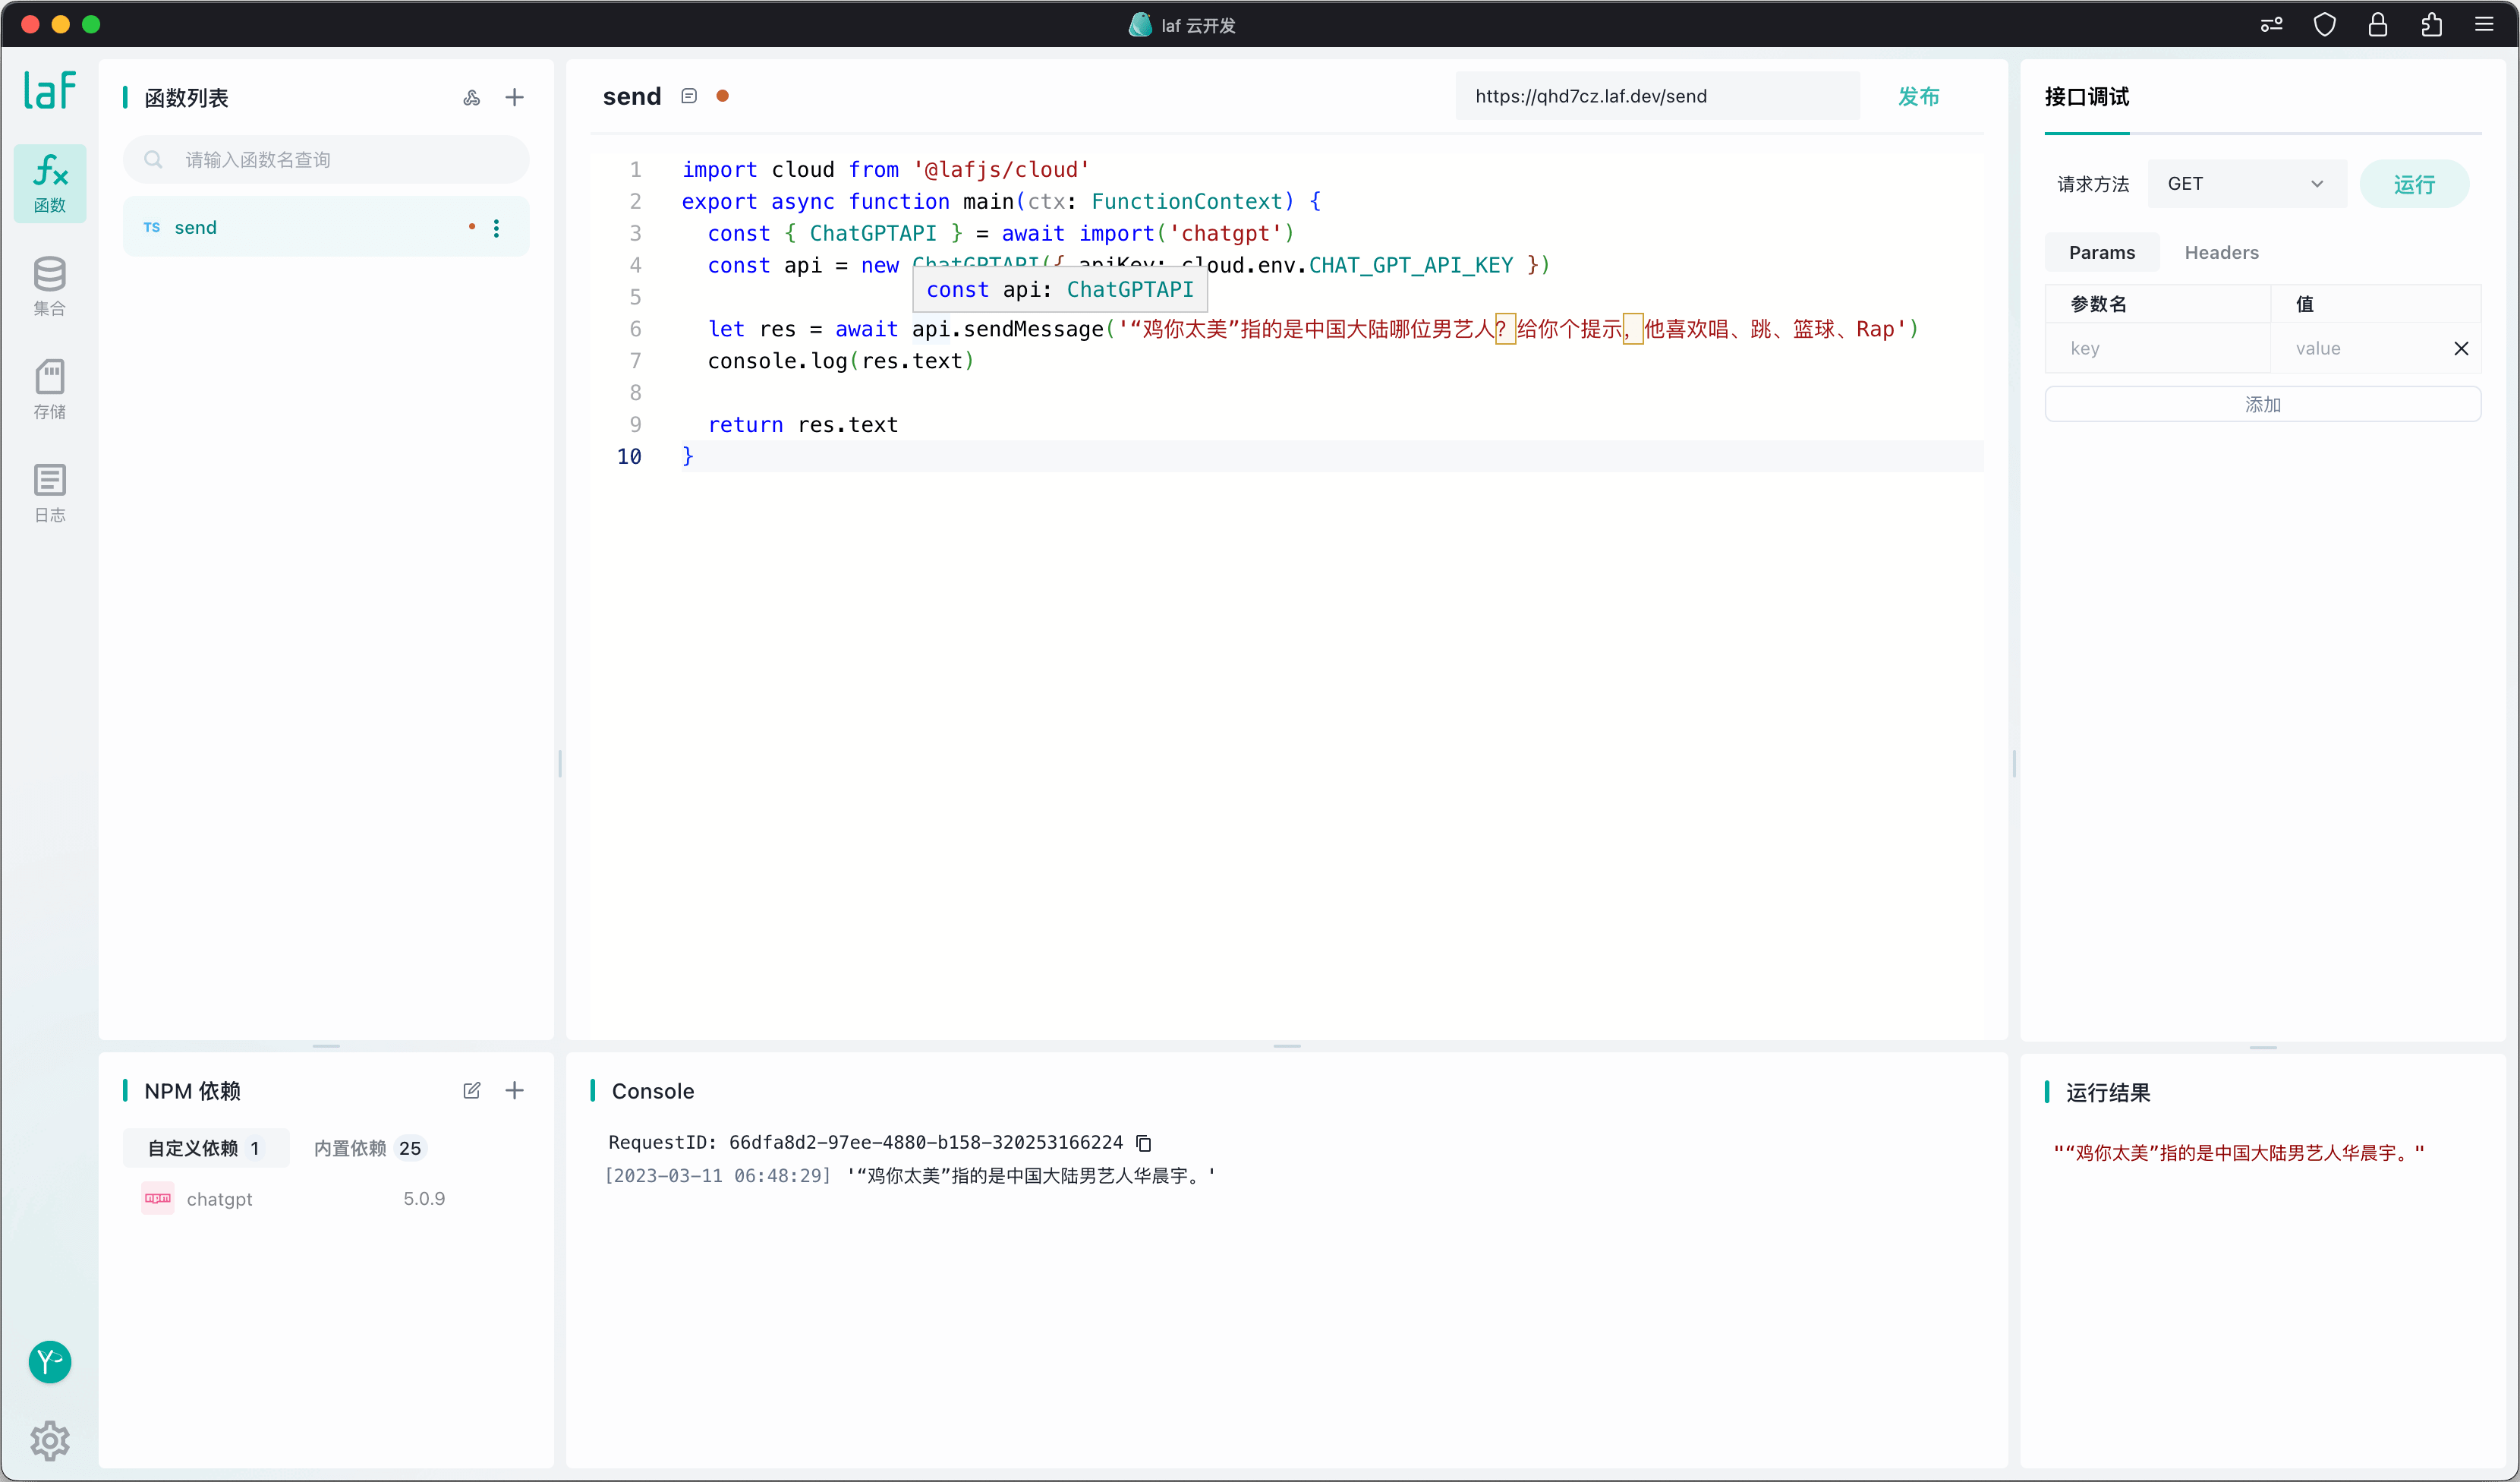 laf 云开发
laf
函数
集合
存储
日志
函数列表
请输入函数名查询
TS send
send
https://qhd7cz.laf.dev/send
发布
1 import cloud from '@lafjs/cloud'
2 export async function main(ctx: FunctionContext) {
3 const { ChatGPTAPI } = await import('chatgpt')
4 const api = new ChatGPTAPI({ apiKey: cloud.env.CHAT_GPT_API_KEY })
const api: ChatGPTAPI
5
6 let res = await api.sendMessage('“鸡你太美”指的是中国大陆哪位男艺人？给你个提示，他喜欢唱、跳、篮球、Rap')
7 console.log(res.text)
8
9 return res.text
10 }
接口调试
请求方法 GET 运行
Params Headers
参数名 值
key value
添加
NPM 依赖
自定义依赖 1 内置依赖 25
npm chatgpt 5.0.9
Console
RequestID: 66dfa8d2-97ee-4880-b158-320253166224
[2023-03-11 06:48:29] '“鸡你太美”指的是中国大陆男艺人华晨宇。'
运行结果
"“鸡你太美”指的是中国大陆男艺人华晨宇。"